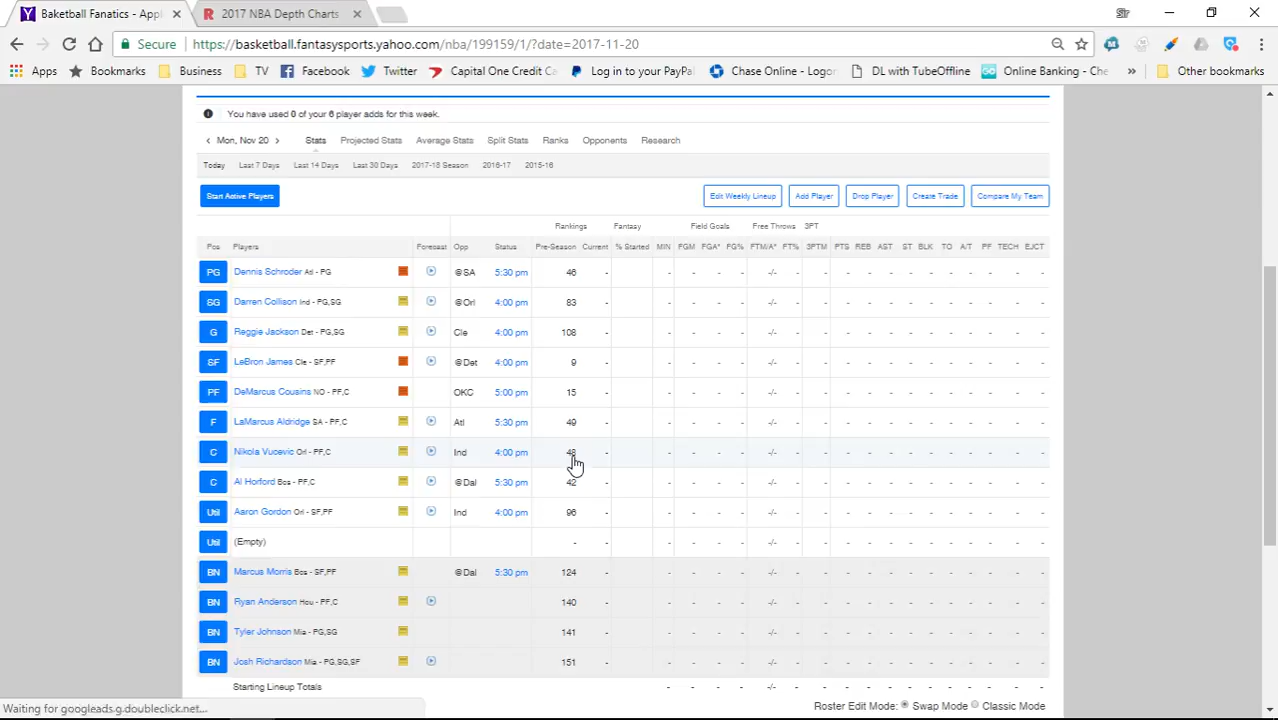 Baketball Fanatics - Appl
2017 NBA Depth Charts
Secure https://basketball.fantasysports.yahoo.com/nba/199159/1/?date=2017-11-20
Apps Bookmarks Business TV Facebook Twitter Capital One Credit Ca Log in to your PayPal Chase Online - Logon DL with TubeOffline Online Banking - Che » Other bookmarks
You have used 0 of your 6 player adds for this week.
Mon, Nov 20 Stats Projected Stats Average Stats Split Stats Ranks Opponents Research
Today Last 7 Days Last 14 Days Last 30 Days 2017-18 Season 2016-17 2015-16
Start Active Players Edit Weekly Lineup Add Player Drop Player Create Trade Compare My Team
Rankings Fantasy Field Goals Free Throws 3PT
Pos Players Forecast Opp Status Pre-Season Current % Started MIN FGM FGA* FG% FTM/A* FT% 3PTM PTS REB AST ST BLK TO A/T PF TECH EJCT
PG Dennis Schroder Atl - PG @SA 5:30 pm 46 - - - - - -/- - - - - - - - - - - - -
SG Darren Collison Ind - PG,SG @Orl 4:00 pm 83 - - - - - -/- - - - - - - - - - - - -
G Reggie Jackson Det - PG,SG Cle 4:00 pm 108 - - - - - -/- - - - - - - - - - - - -
SF LeBron James Cle - SF,PF @Det 4:00 pm 9 - - - - - -/- - - - - - - - - - - - -
PF DeMarcus Cousins NO - PF,C OKC 5:00 pm 15 - - - - - -/- - - - - - - - - - - - -
F LaMarcus Aldridge SA - PF,C Atl 5:30 pm 49 - - - - - -/- - - - - - - - - - - - -
C Nikola Vucevic Orl - PF,C Ind 4:00 pm 48 - - - - - -/- - - - - - - - - - - - -
C Al Horford Bos - PF,C @Dal 5:30 pm 42 - - - - - -/- - - - - - - - - - - - -
Util Aaron Gordon Orl - SF,PF Ind 4:00 pm 96 - - - - - -/- - - - - - - - - - - - -
Util (Empty) - - - - - - -/- - - - - - - - - - - - -
BN Marcus Morris Bos - SF,PF @Dal 5:30 pm 124 - - - - - -/- - - - - - - - - - - - -
BN Ryan Anderson Hou - PF,C 140 - - - - - -/- - - - - - - - - - - - -
BN Tyler Johnson Mia - PG,SG 141 - - - - - -/- - - - - - - - - - - - -
BN Josh Richardson Mia - PG,SG,SF 151 - - - - - -/- - - - - - - - - - - - -
Starting Lineup Totals - - - - -/- - - - - - - - - - - - -
Roster Edit Mode: Swap Mode Classic Mode
Waiting for googleads.g.doubleclick.net...